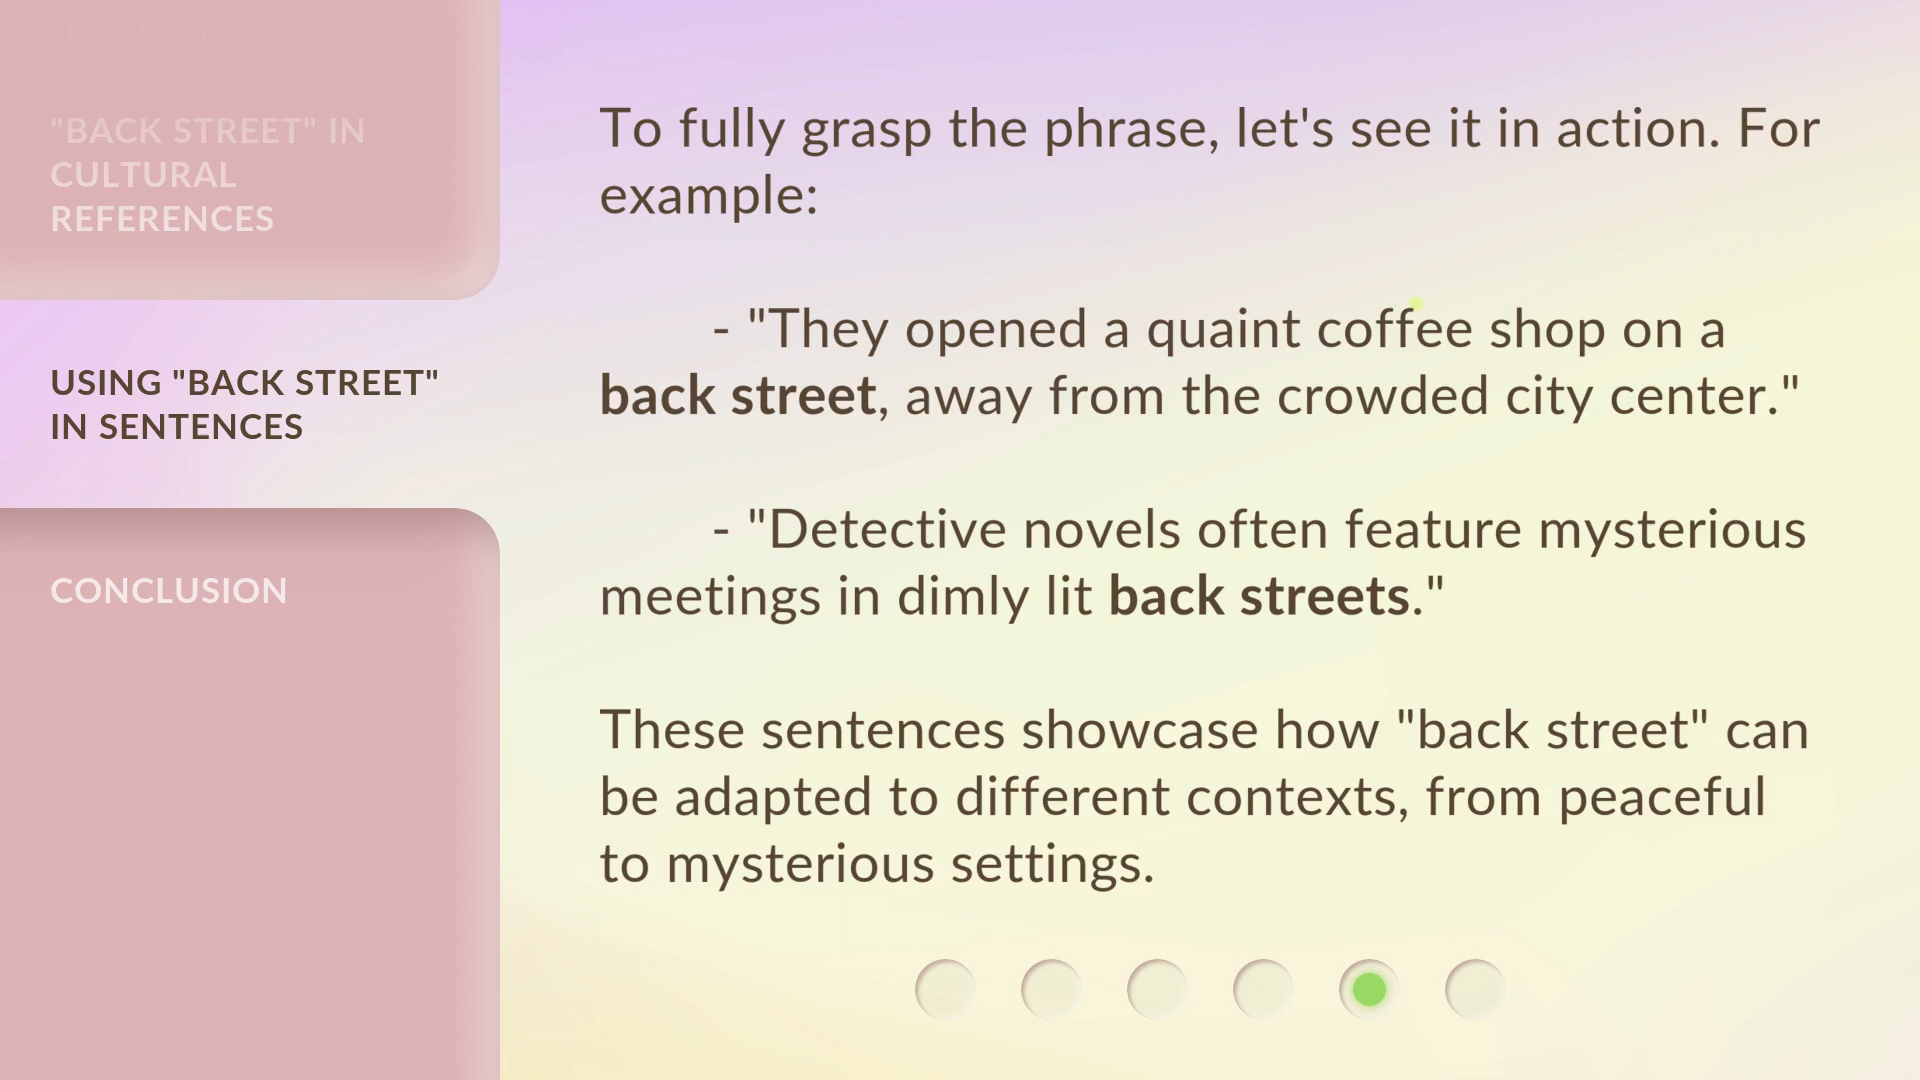 "BACK STREET"
"BACK STREET" IN
CULTURAL
REFERENCES
USING "BACK STREET"
IN SENTENCES
CONCLUSION
To fully grasp the phrase, let's see it in action. For
example:
- "They opened a quaint coffee shop on a
back street, away from the crowded city center."
- "Detective novels often feature mysterious
meetings in dimly lit back streets."
These sentences showcase how "back street" can
be adapted to different contexts, from peaceful
to mysterious settings.